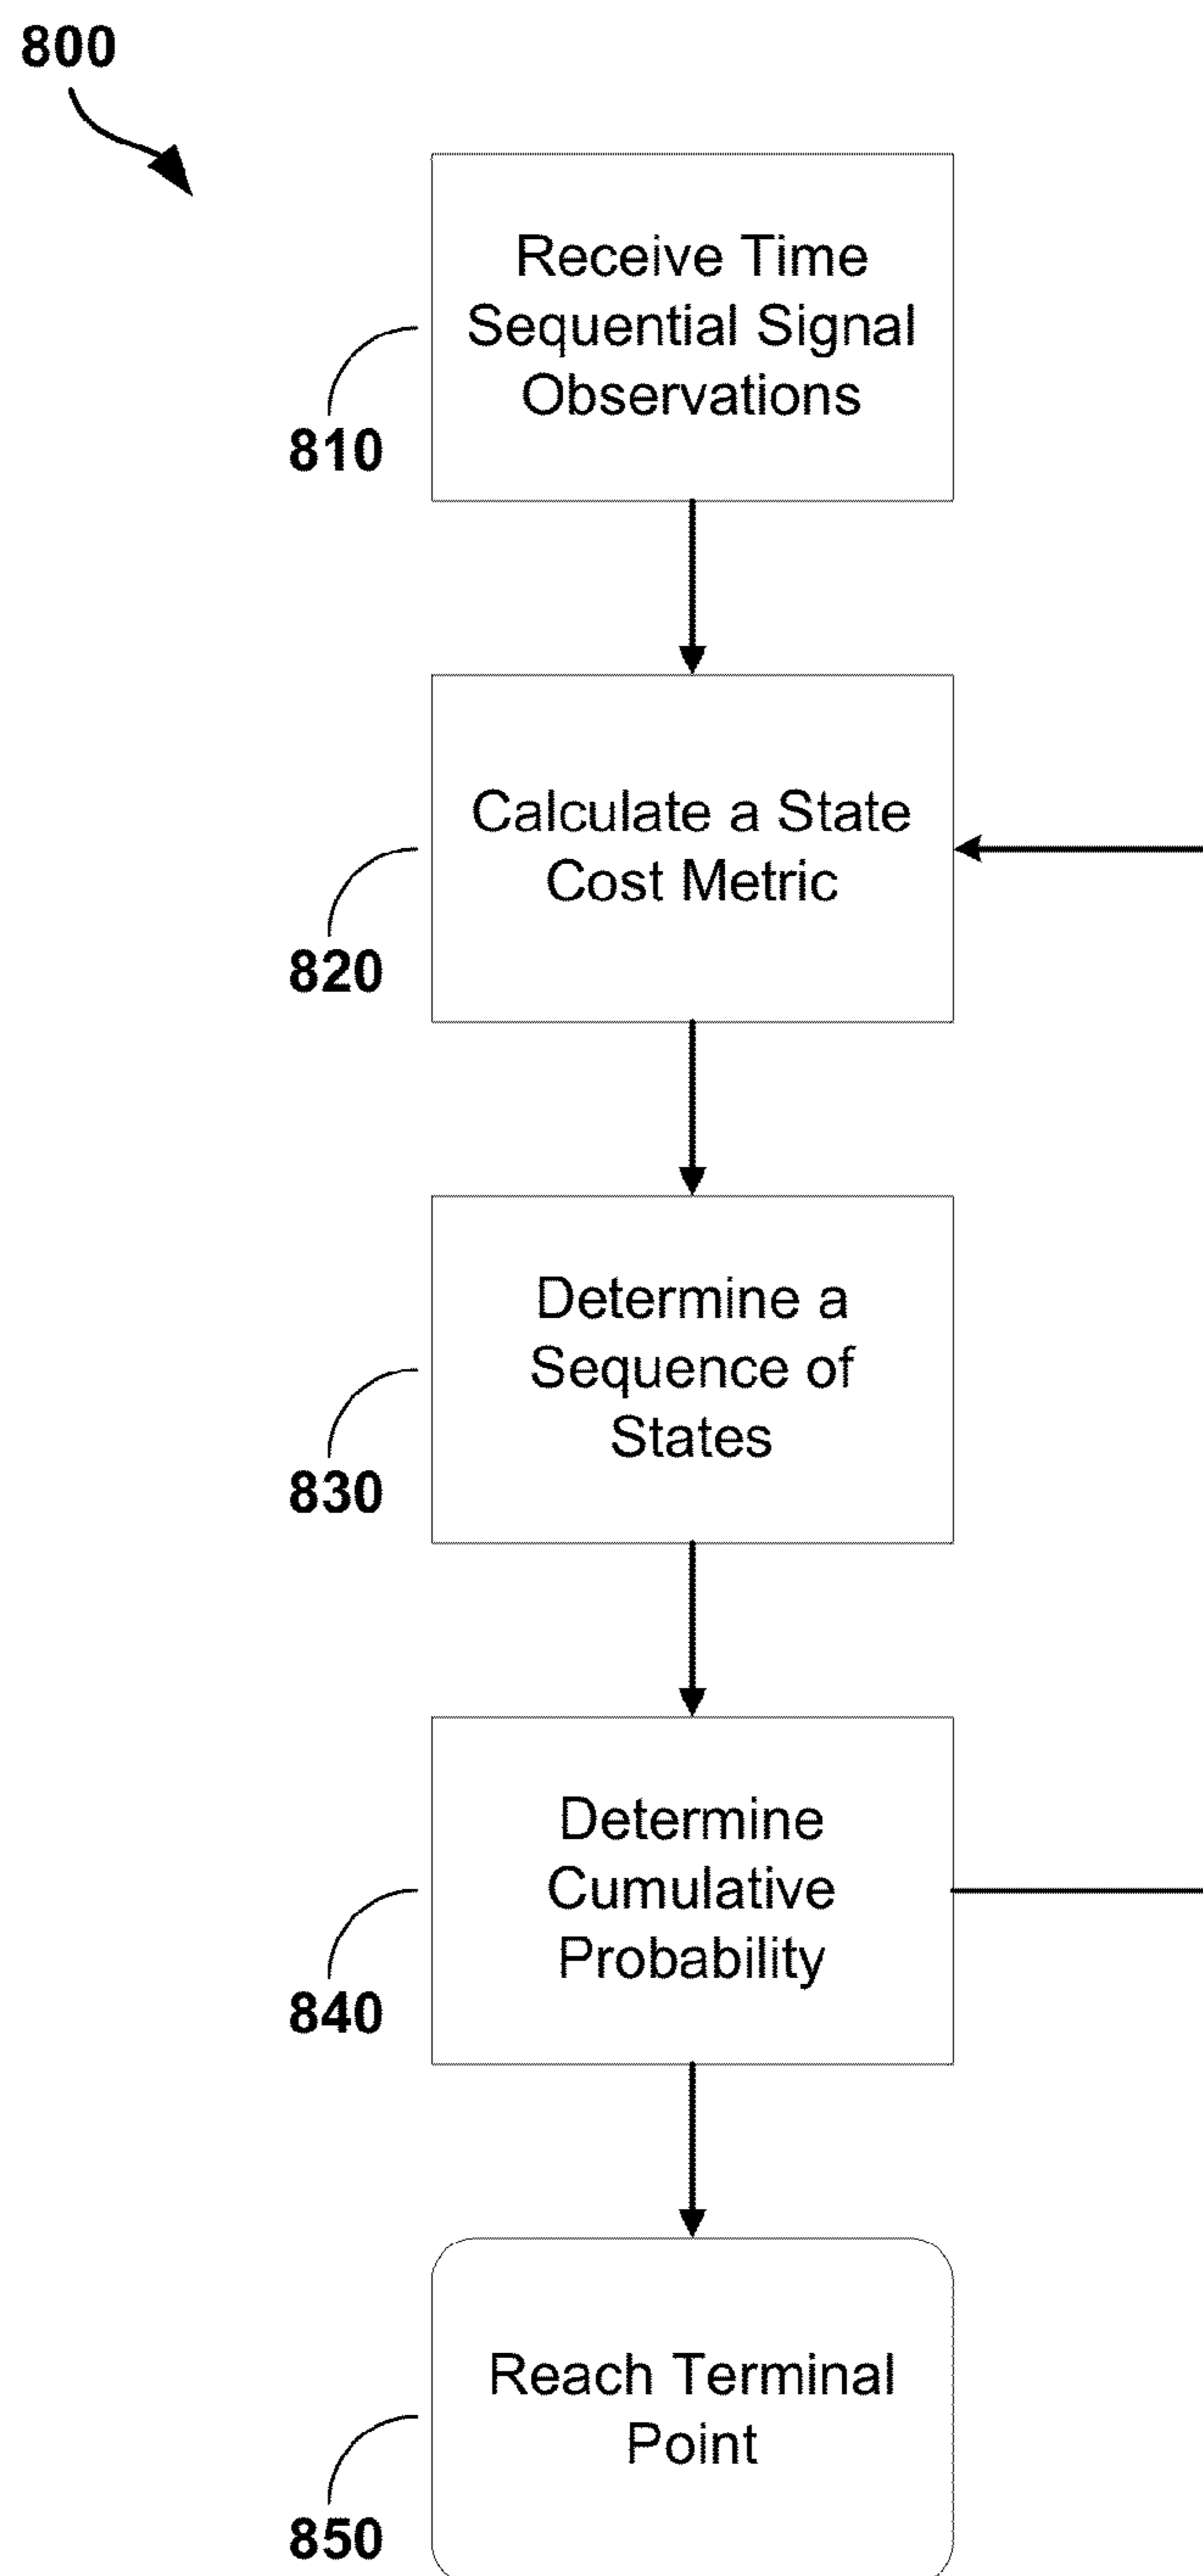 800
Receive Time
Sequential Signal
Observations
810
Calculate a State
Cost Metric
820
Determine a
Sequence of
States
830
Determine
Cumulative
Probability
840
Reach Terminal
Point
850